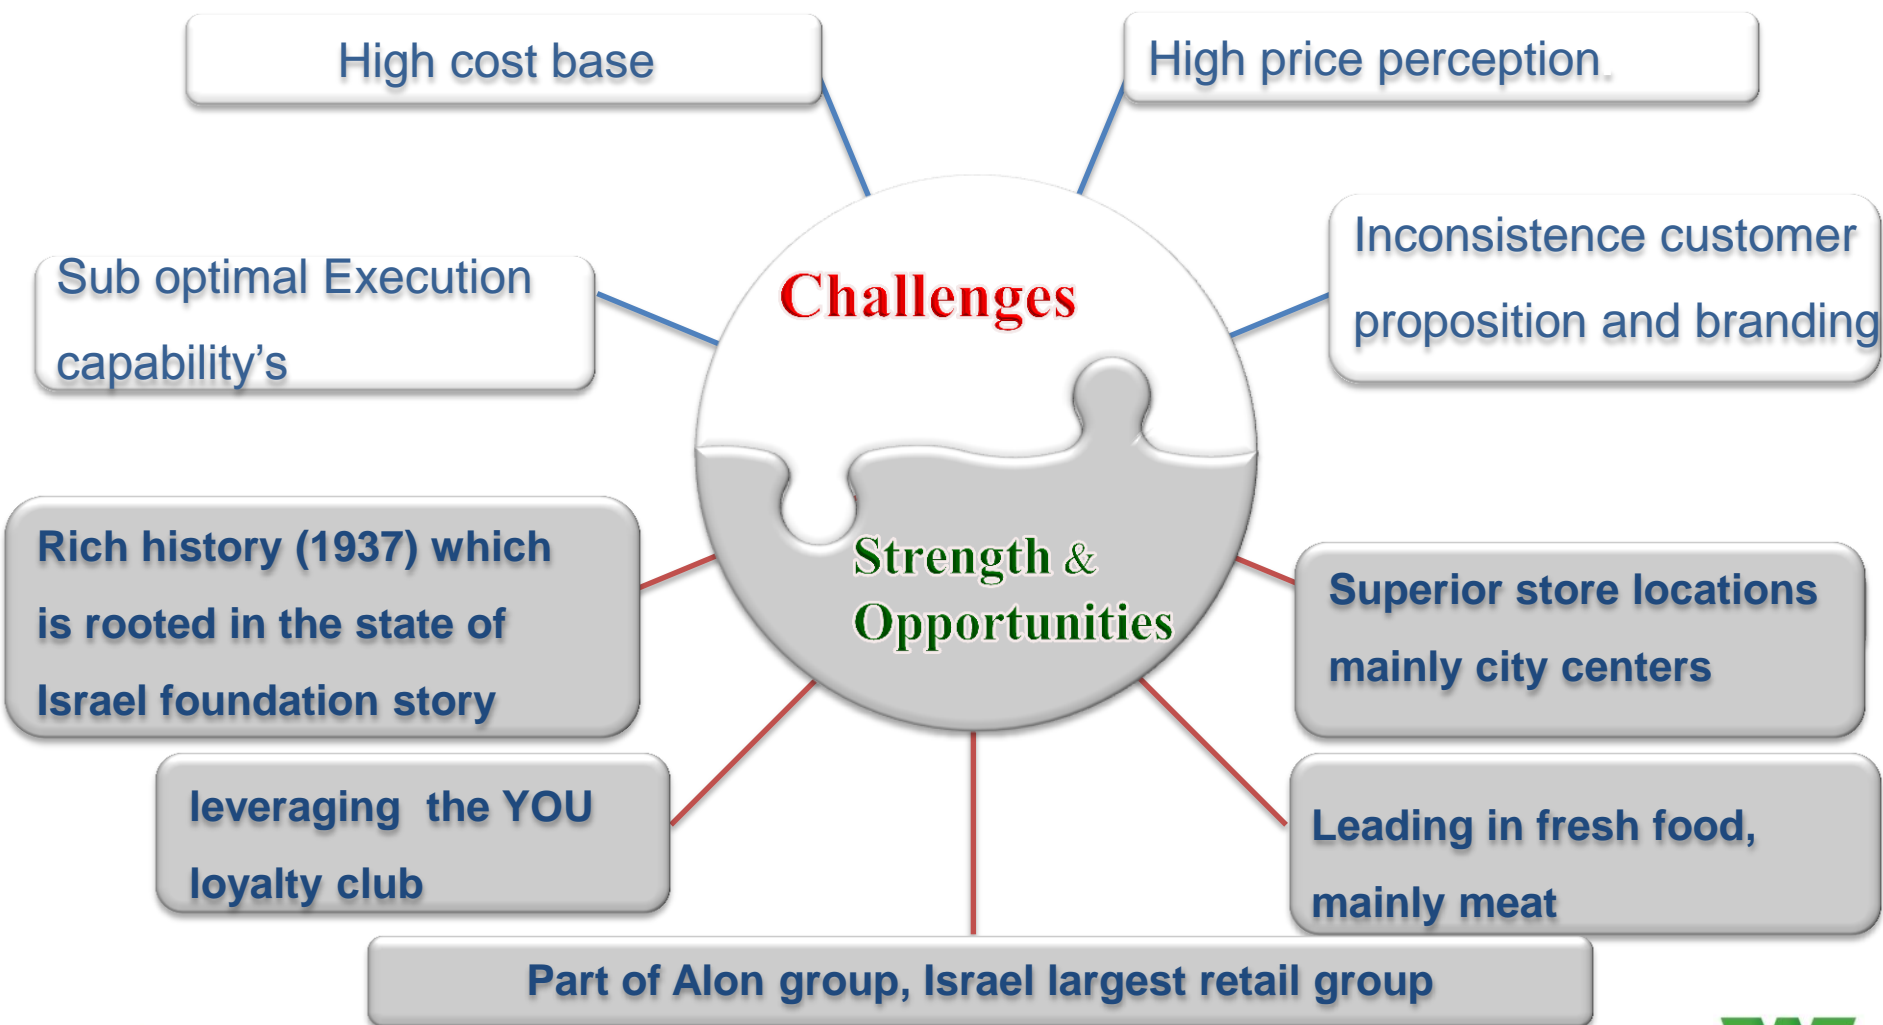 High cost base
High price perception.
Sub optimal Execution
capability’s
Inconsistence customer
proposition and branding
Challenges
Strength &
Opportunities
Rich history (1937) which
is rooted in the state of
Israel foundation story
Superior store locations
mainly city centers
leveraging  the YOU
loyalty club
Leading in fresh food,
mainly meat
Part of Alon group, Israel largest retail group